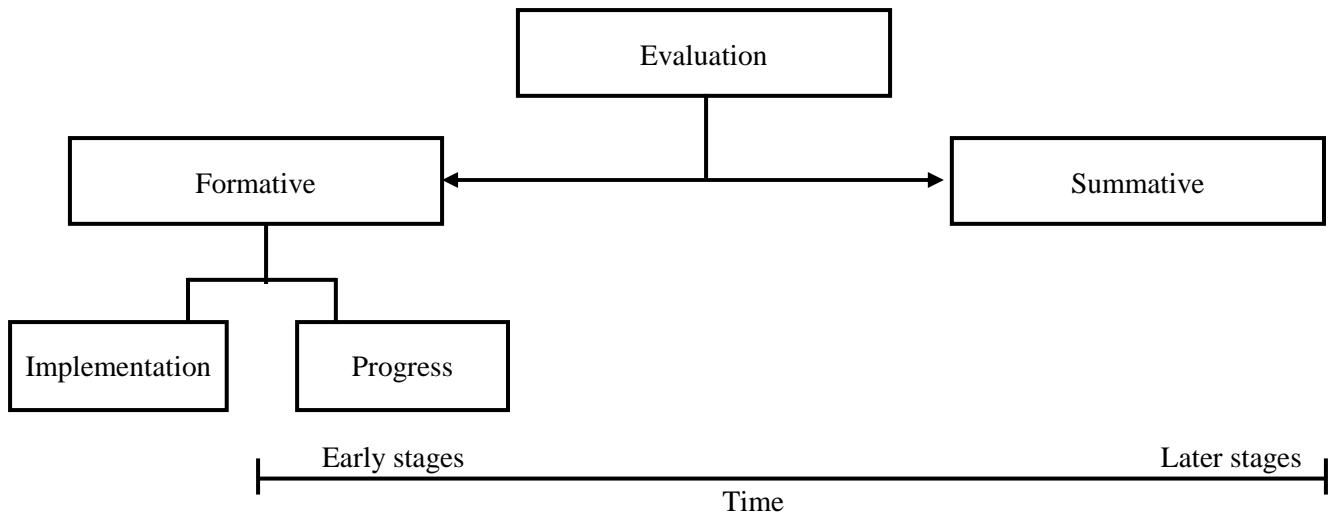 Evaluation
Formative
Summative
Implementation
Progress
Early stages
Later stages
Time